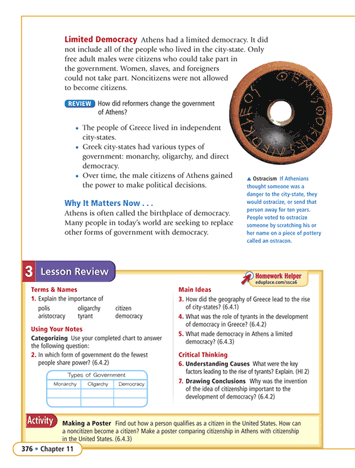 Limited Democracy Athens had a limited democracy. It did
not include all of the people who lived in the city-state. Only
free adult males were citizens who could take part in
the government. Women, slaves, and foreigners
could not take part. Noncitizens were not allowed
to become citizens.
REVIEW How did reformers change the government
of Athens?
• The people of Greece lived in independent
city-states.
• Greek city-states had various types of
government: monarchy, oligarchy, and direct
democracy.
• Over time, the male citizens of Athens gained
the power to make political decisions.
Why It Matters Now . . .
Athens is often called the birthplace of democracy.
Many people in today's world are seeking to replace
other forms of government with democracy.
▲ Ostracism If Athenians
thought someone was a
danger to the city-state, they
would ostracize, or send that
person away for ten years.
People voted to ostracize
someone by scratching his or
her name on a piece of pottery
called an ostracon.
3 Lesson Review
Homework Helper
eduplace.com/ssca6
Terms & Names
1. Explain the importance of
polis oligarchy citizen
aristocracy tyrant democracy
Using Your Notes
Categorizing Use your completed chart to answer
the following question:
2. In which form of government do the fewest
people share power? (6.4.2)
Types of Government
Monarchy Oligarchy Democracy
Main Ideas
3. How did the geography of Greece lead to the rise
of city-states? (6.4.1)
4. What was the role of tyrants in the development
of democracy in Greece? (6.4.2)
5. What made democracy in Athens a limited
democracy? (6.4.3)
Critical Thinking
6. Understanding Causes What were the key
factors leading to the rise of tyrants? Explain. (HI 2)
7. Drawing Conclusions Why was the invention
of the idea of citizenship important to the
development of democracy? (6.4.2)
Activity
Making a Poster Find out how a person qualifies as a citizen in the United States. How can
a noncitizen become a citizen? Make a poster comparing citizenship in Athens with citizenship
in the United States. (6.4.3)
376 • Chapter 11